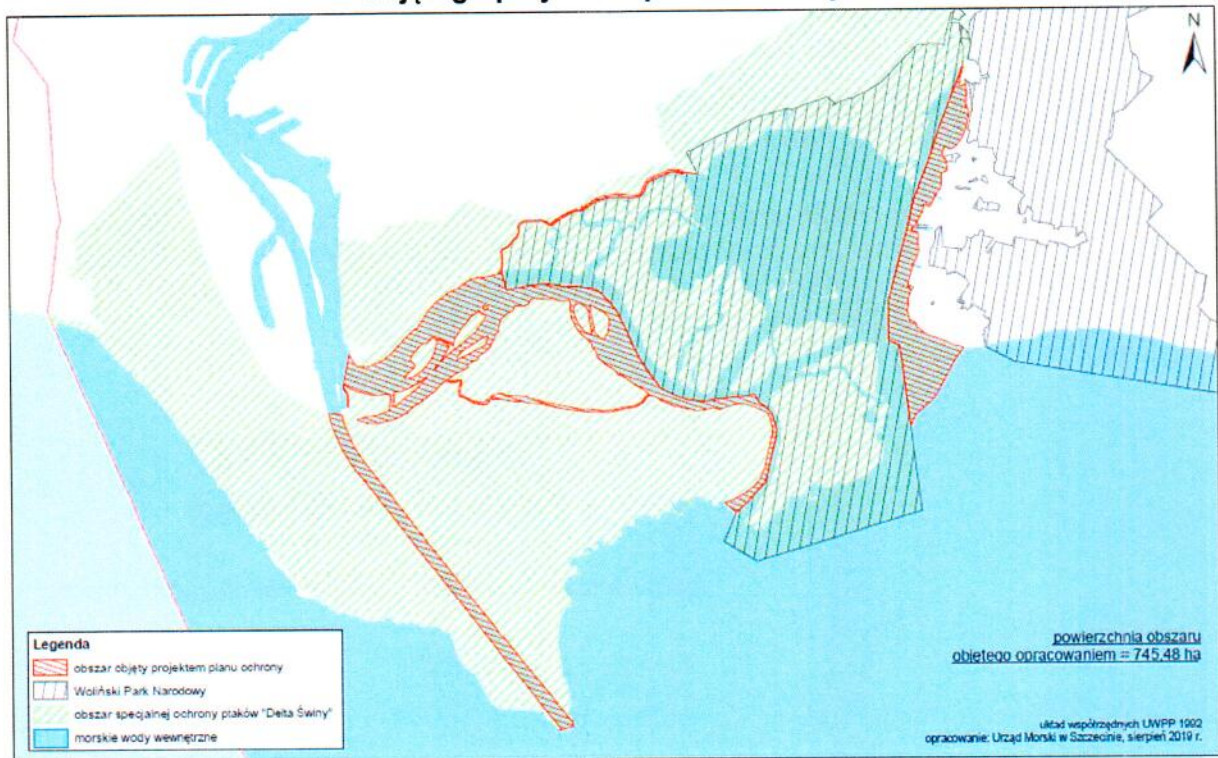 N
Legenda
obszar objęty projektem planu ochrony
Woliński Park Narodowy
obszar specjalnej ochrony ptaków "Delta Świny"
morskie wody wewnętrzne
powierzchnia obszaru
objętego opracowaniem = 745,48 ha
układ współrzędnych UWPP 1992
opracowanie: Urząd Morski w Szczecinie, sierpień 2019 r.